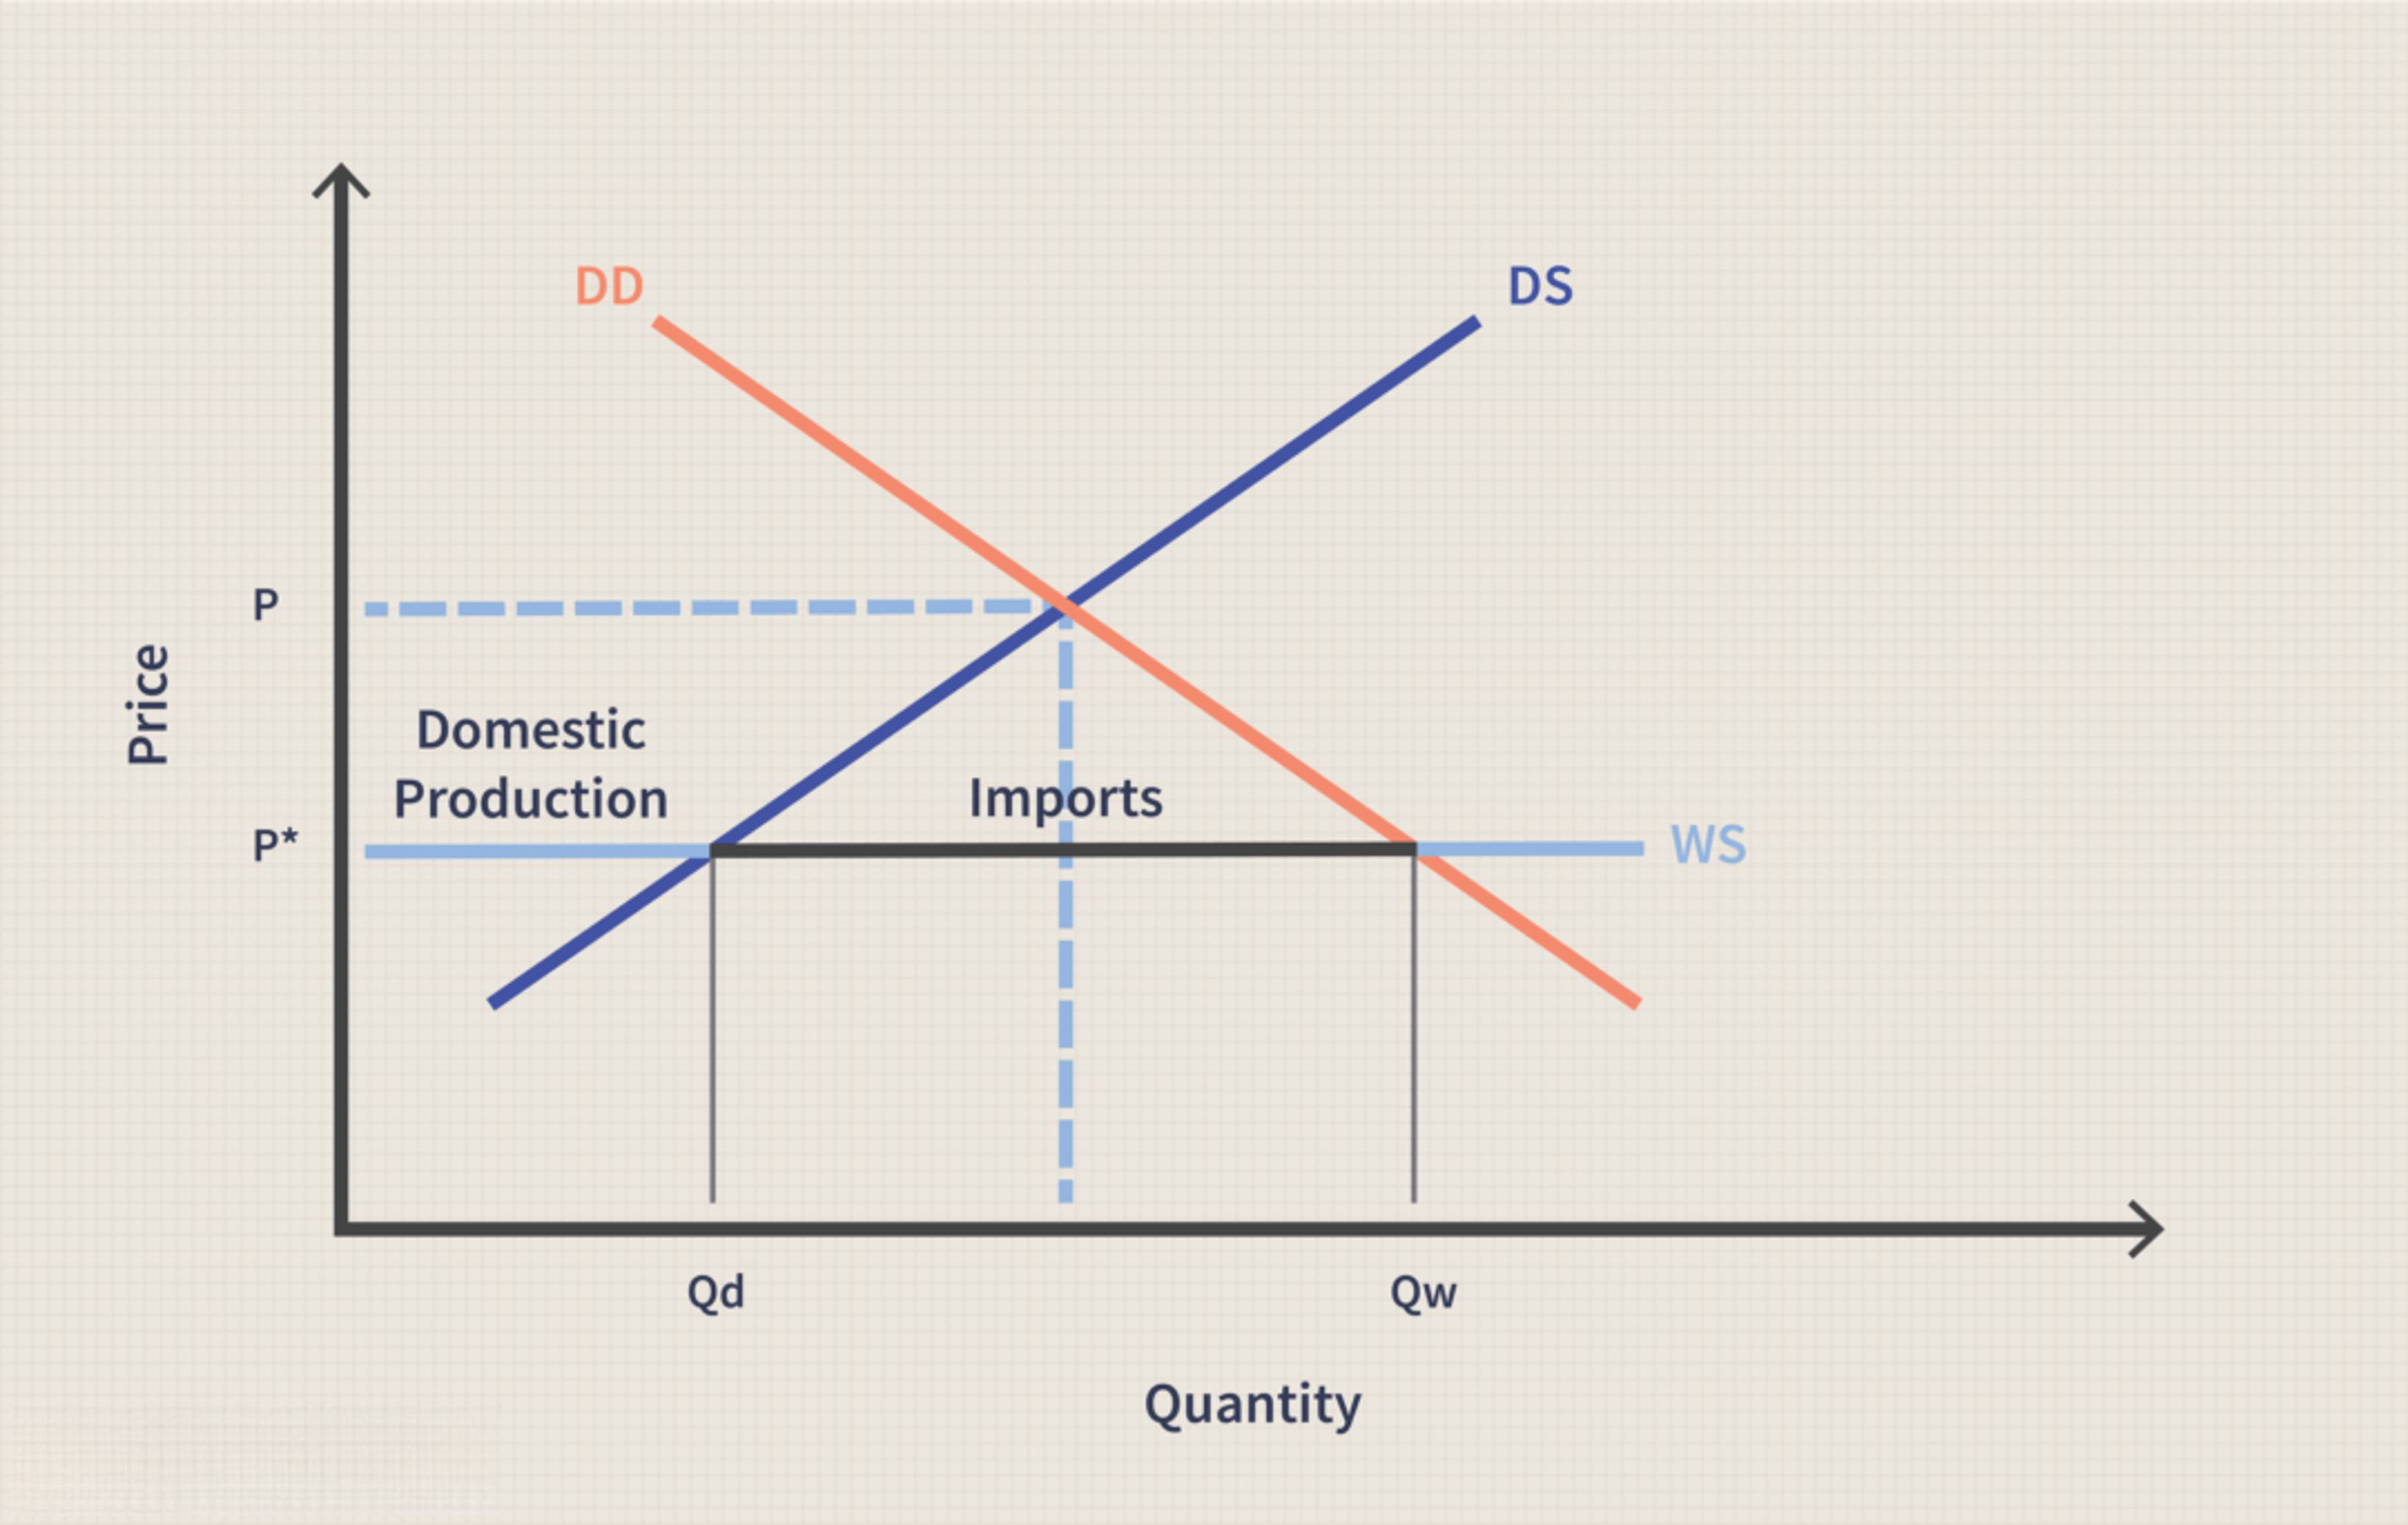 DD
DS
P
Price
Domestic
Production
Imports
P*
WS
Qd
Qw
Quantity